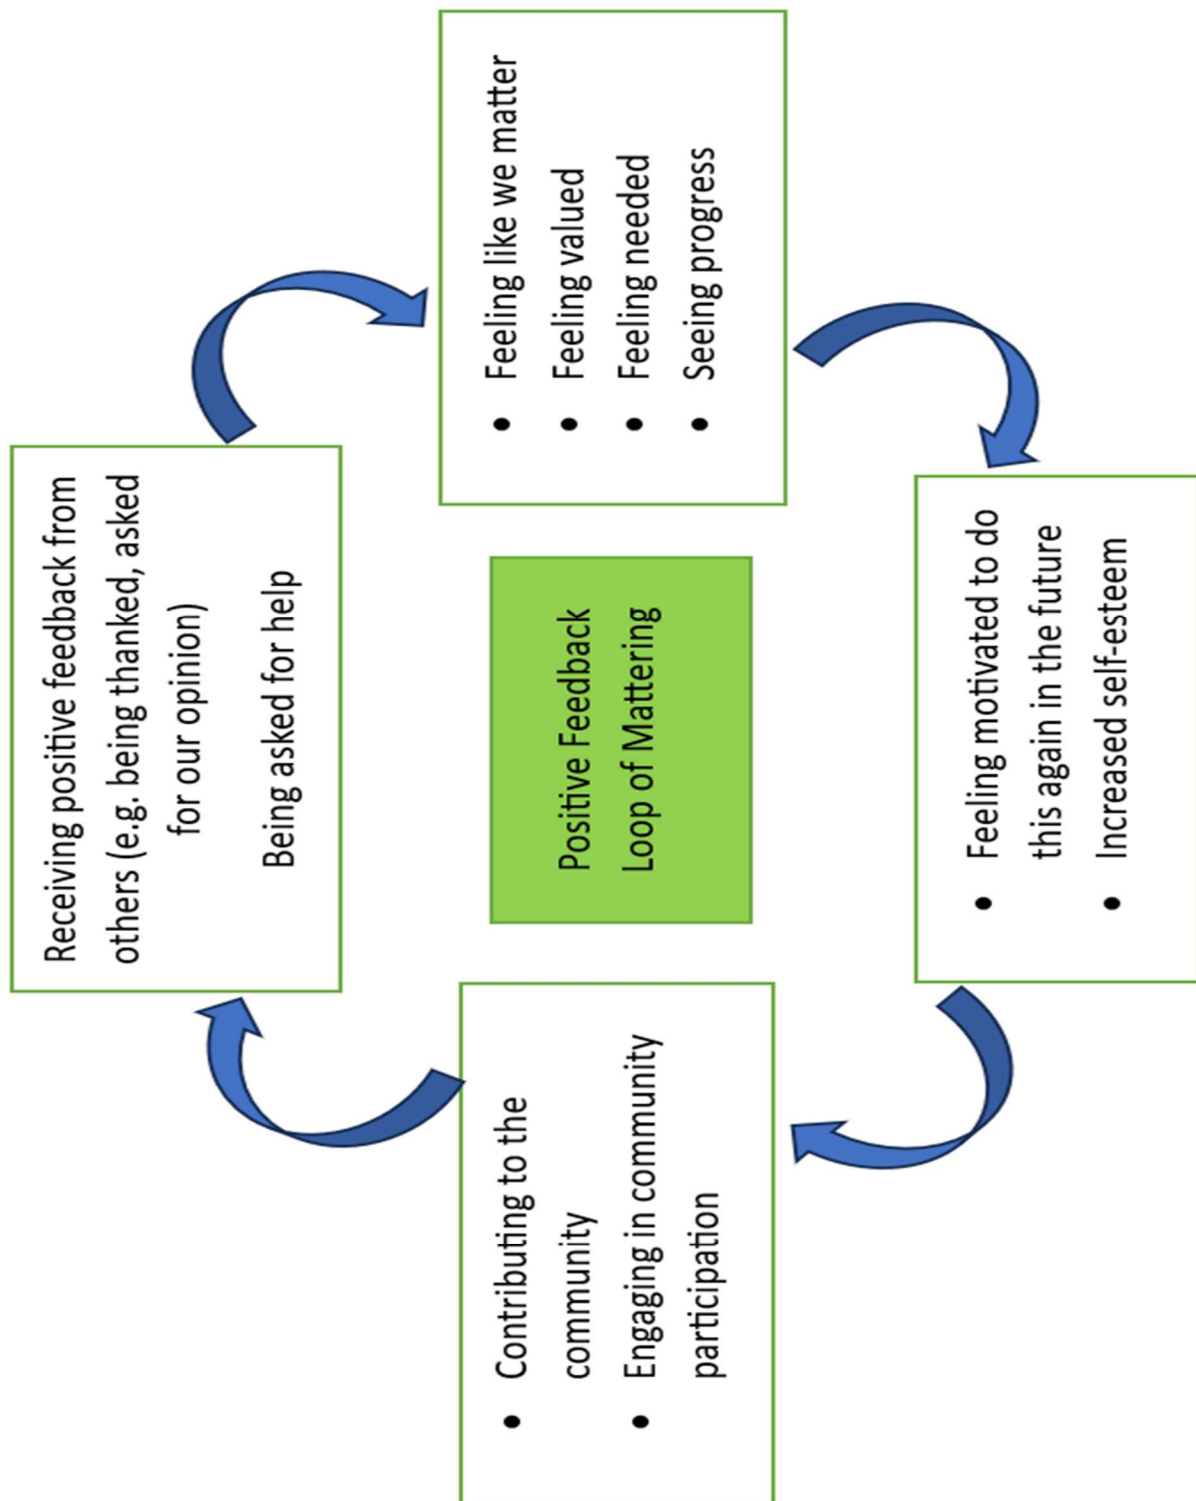 Receiving positive feedback from
others (e.g. being thanked, asked
for our opinion)
Being asked for help
• Feeling like we matter
• Feeling valued
• Feeling needed
• Seeing progress
Positive Feedback
Loop of Mattering
• Contributing to the
community
• Engaging in community
participation
• Feeling motivated to do
this again in the future
• Increased self-esteem